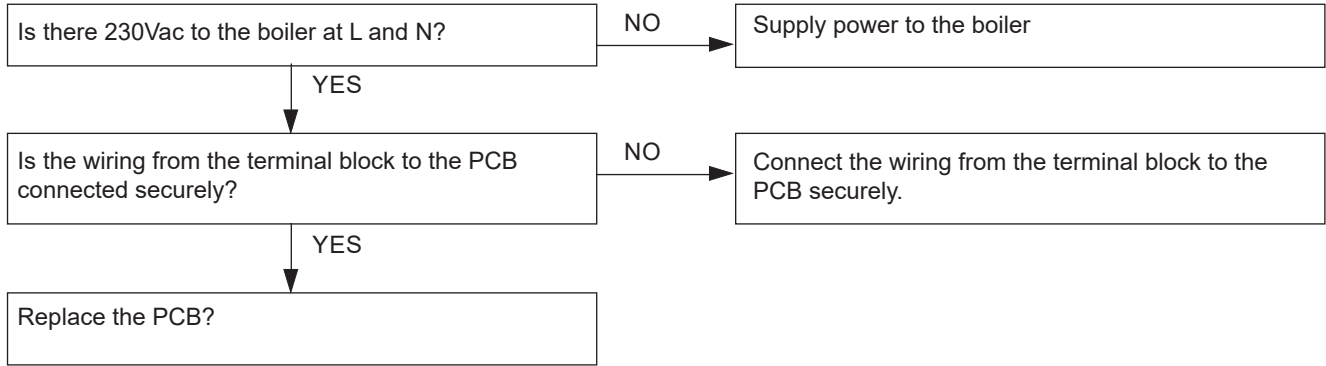 Is there 230Vac to the boiler at L and N?
NO
Supply power to the boiler
YES
Is the wiring from the terminal block to the PCB
connected securely?
NO
Connect the wiring from the terminal block to the
PCB securely.
YES
Replace the PCB?